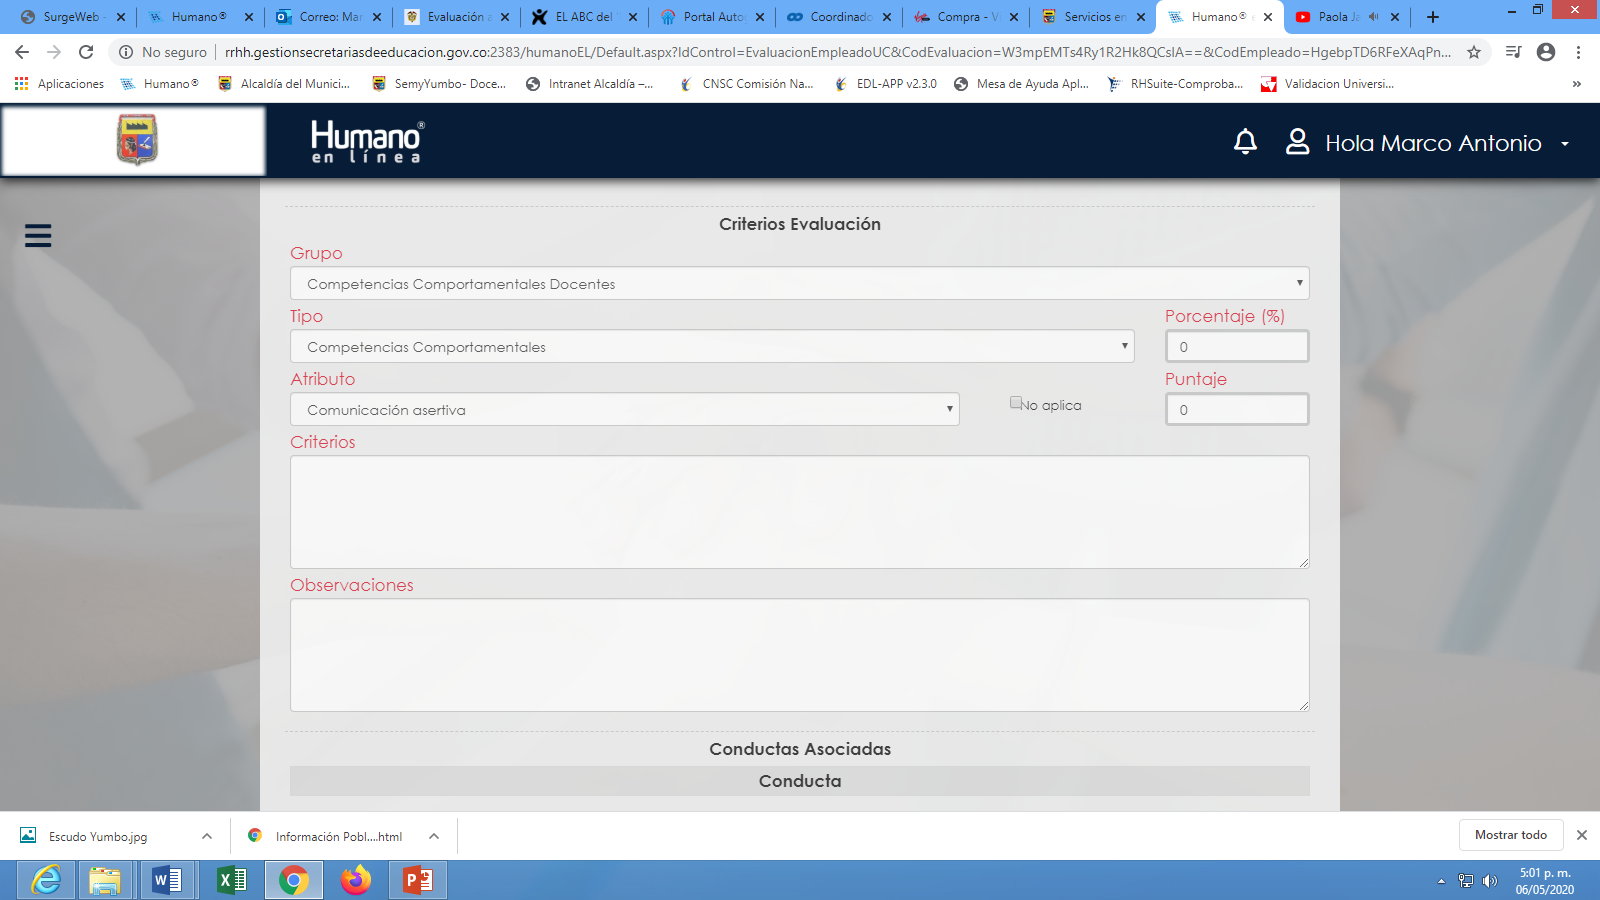 SurgeWeb -
Humano®
Correo: Mar
Evaluación a
EL ABC del "
Portal Auto
Coordinado
Compra - V
Servicios en
Humano® e
Paola Ja
No seguro
rrhh.gestionsecretariasdeeducacion.gov.co:2383/humanoEL/Default.aspx?IdControl=EvaluacionEmpleadoUC&CodEvaluacion=W3mpEMTs4Ry1R2Hk8QCsIA==&CodEmpleado=HgebpTD6RFeXAqPn...
Aplicaciones
Humano®
Alcaldía del Munici...
SemyYumbo- Doce...
Intranet Alcaldía –...
CNSC Comisión Na...
EDL-APP v2.3.0
Mesa de Ayuda Apl...
RHSuite-Comproba...
Validacion Universi...
»
Humano®
en línea
Hola Marco Antonio
Criterios Evaluación
Grupo
Competencias Comportamentales Docentes
Tipo
Porcentaje (%)
Competencias Comportamentales
0
Atributo
Puntaje
Comunicación asertiva
No aplica
0
Criterios
Observaciones
Conductas Asociadas
Conducta
Escudo Yumbo.jpg
Información Pobl....html
Mostrar todo
5:01 p. m.
06/05/2020